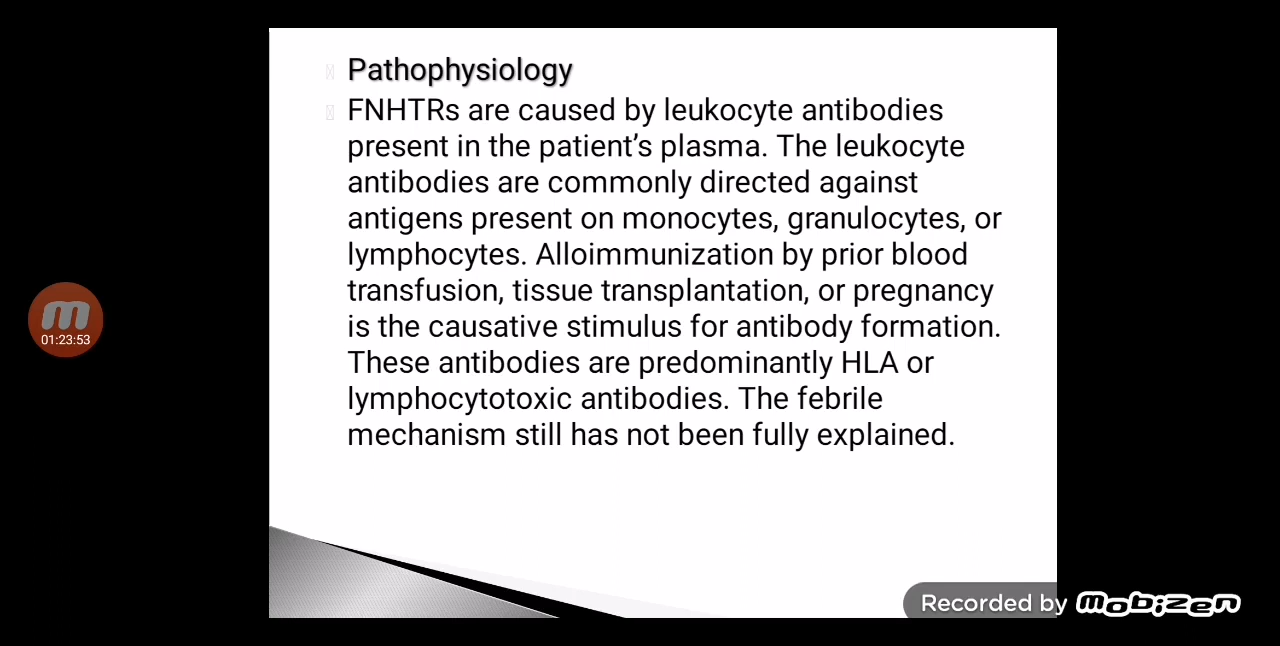 Pathophysiology
FNHTRs are caused by leukocyte antibodies
present in the patient’s plasma. The leukocyte
antibodies are commonly directed against
antigens present on monocytes, granulocytes, or
lymphocytes. Alloimmunization by prior blood
transfusion, tissue transplantation, or pregnancy
is the causative stimulus for antibody formation.
These antibodies are predominantly HLA or
lymphocytotoxic antibodies. The febrile
mechanism still has not been fully explained.
m
01:23:53
Recorded by mobizen